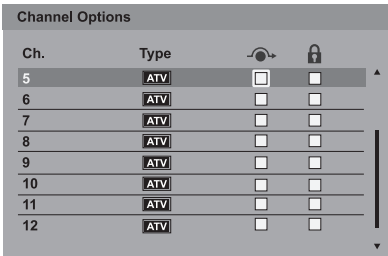 Channel Options
Ch. Type
5 ATV
6 ATV
7 ATV
8 ATV
9 ATV
10 ATV
11 ATV
12 ATV